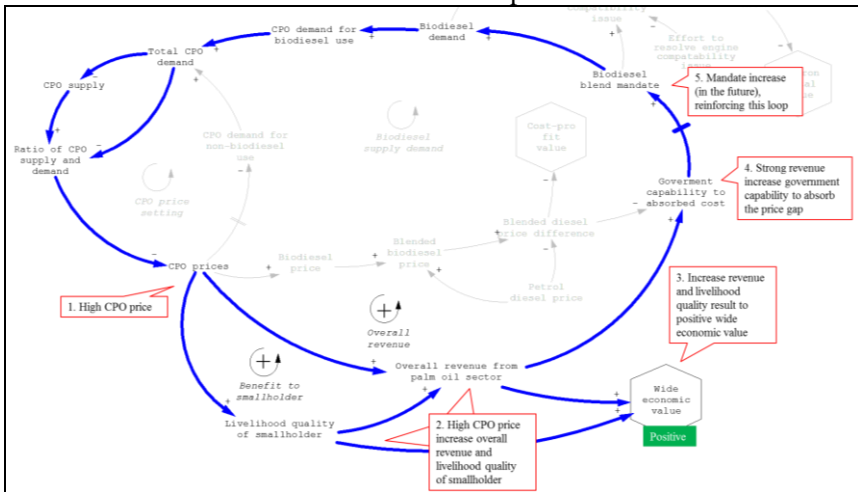 compatibility
issue
Effort to
resolve engine
compatability
issue
CPO demand for
biodiesel use
Biodiesel
demand
Total CPO
demand
CPO supply
Biodiesel
blend mandate
5. Mandate increase
(in the future),
reinforcing this loop
Ratio of CPO
supply and
demand
CPO demand for
non-biodiesel
use
Biodiesel
supply demand
Cost-pro
fit
value
CPO price
setting
Goverment
capability to
absorbed cost
4. Strong revenue
increase government
capability to absorb
the price gap
Blended diesel
price difference
CPO prices
Biodiesel
price
Blended
biodiesel
price
Petrol
diesel price
1. High CPO price
3. Increase revenue
and livelihood
quality result to
positive wide
economic value
Overall
revenue
Benefit to
smallholder
Overall revenue from
palm oil sector
Wide
economic
value
Positive
Livelihood quality
of smallholder
2. High CPO price
increase overall
revenue and
livelihood quality
of smallholder